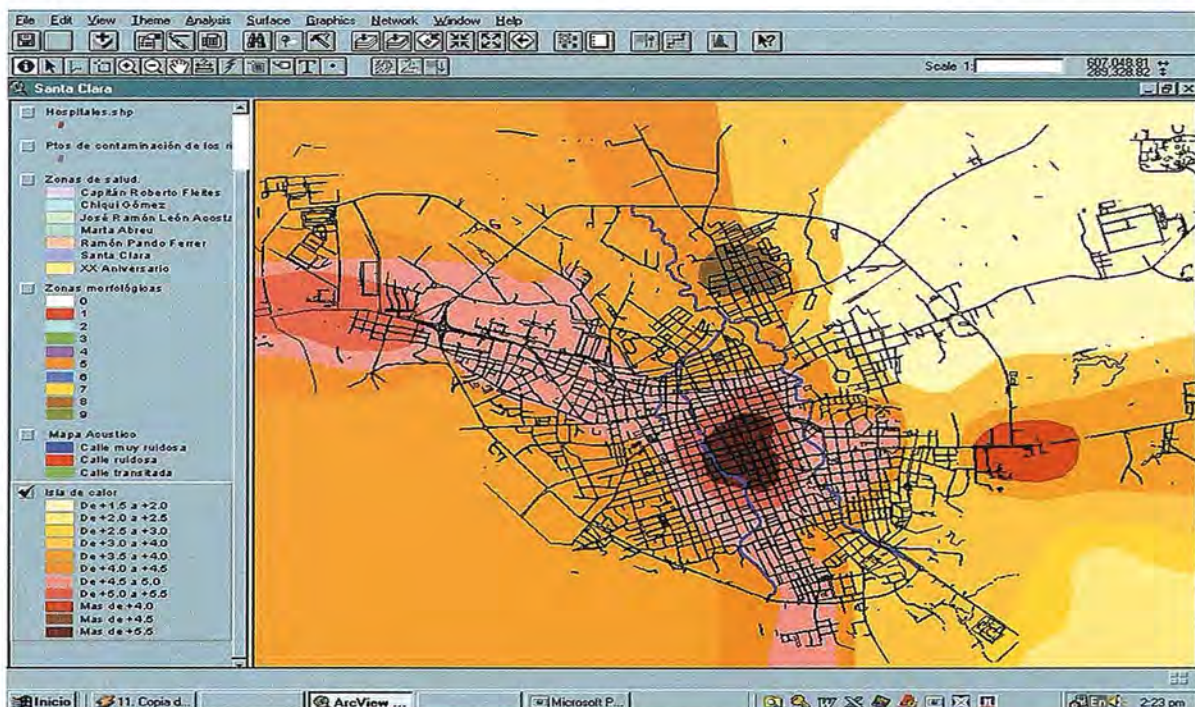 File Edit View Theme Analysis Surface Graphics Network Window Help
Scale 1:
607,048.81
289,328.82
Santa Clara
Hospitales.shp
Ptos de contaminación de los ri
Zonas de salud.
Capitán Roberto Fleites
Chiqui Gómez
José Ramón León Acosta
Marta Abreu
Ramón Pando Ferrer
Santa Clara
XX Aniversario
Zonas morfológicas
0
1
2
3
4
5
6
7
8
9
Mapa Acustico
Calle muy ruidosa
Calle ruidosa
Calle transitada
Isla de calor
De +1.5 a +2.0
De +2.0 a +2.5
De +2.5 a +3.0
De +3.0 a +4.0
De +3.5 a +4.0
De +4.0 a +4.5
De +4.5 a 5.0
De +5.0 a +5.5
Mas de +4.0
Mas de +4.5
Mas de +5.5
Inicio 11. Copia d... ArcView ... Microsoft P... En 2:23 pm